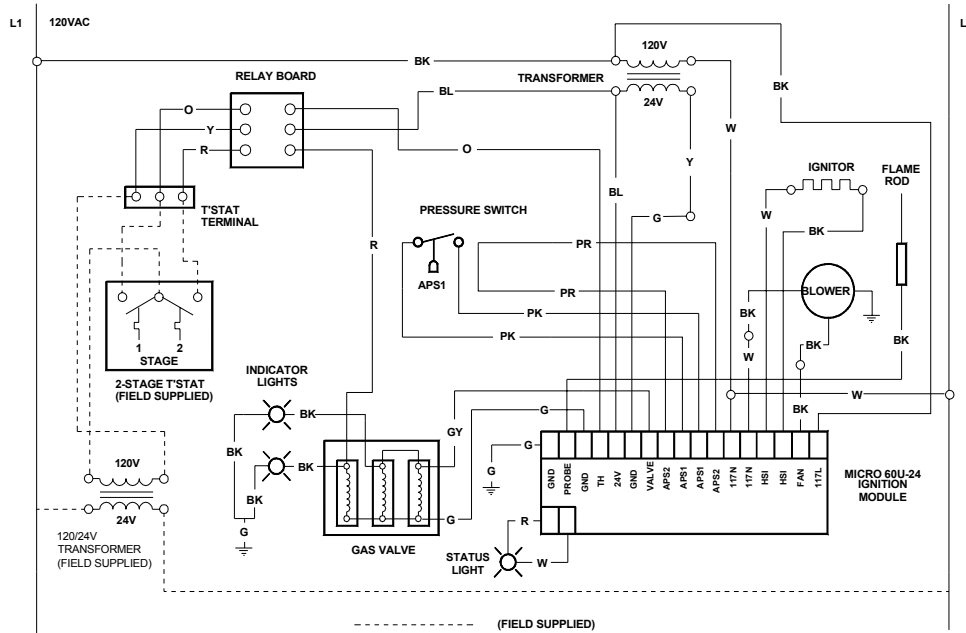 L1
120VAC
L
BK
120V
TRANSFORMER
24V
BK
RELAY BOARD
BL
O
Y
R
O
W
Y
BL
G
T'STAT
TERMINAL
PRESSURE SWITCH
APS1
PR
PR
PK
PK
R
IGNITOR
FLAME
ROD
W
BK
BLOWER
BK
W
BK
BK
BK
W
1
2
STAGE
2-STAGE T'STAT
(FIELD SUPPLIED)
INDICATOR
LIGHTS
BK
BK
BK
BK
G
GY
G
G
GAS VALVE
G
G
GND
PROBE
GND
TH
24V
GND
VALVE
APS2
APS1
APS1
APS2
117N
117N
HSI
HSI
FAN
117L
MICRO 60U-24
IGNITION
MODULE
R
W
STATUS
LIGHT
120V
24V
120/24V
TRANSFORMER
(FIELD SUPPLIED)
(FIELD SUPPLIED)